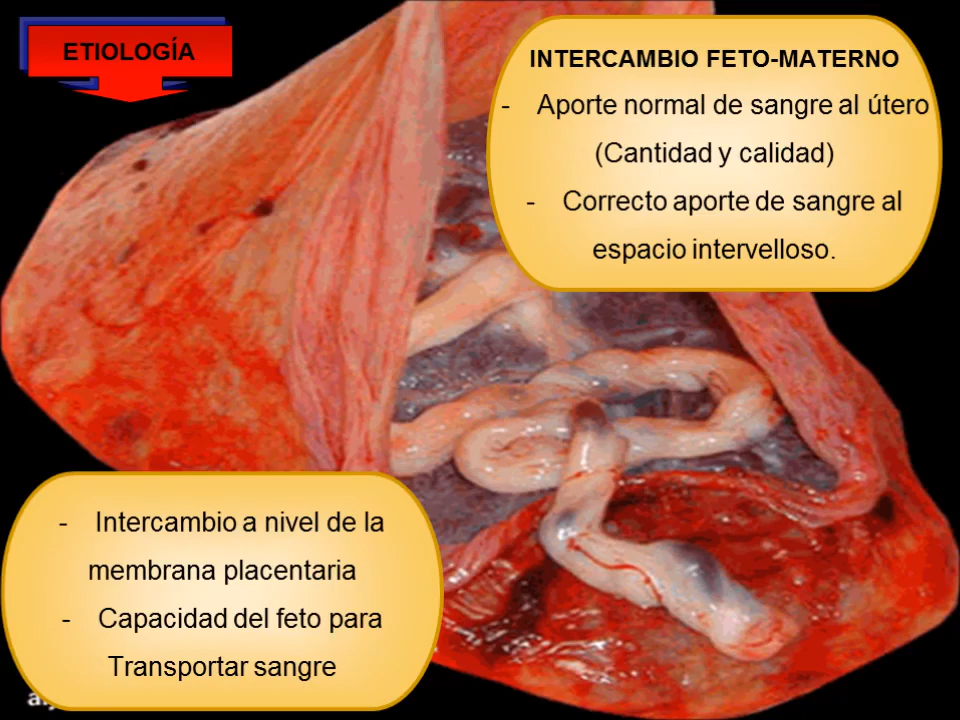 ETIOLOGÍA
INTERCAMBIO FETO-MATERNO
- Aporte normal de sangre al útero
(Cantidad y calidad)
- Correcto aporte de sangre al
espacio intervelloso.
- Intercambio a nivel de la
membrana placentaria
- Capacidad del feto para
Transportar sangre